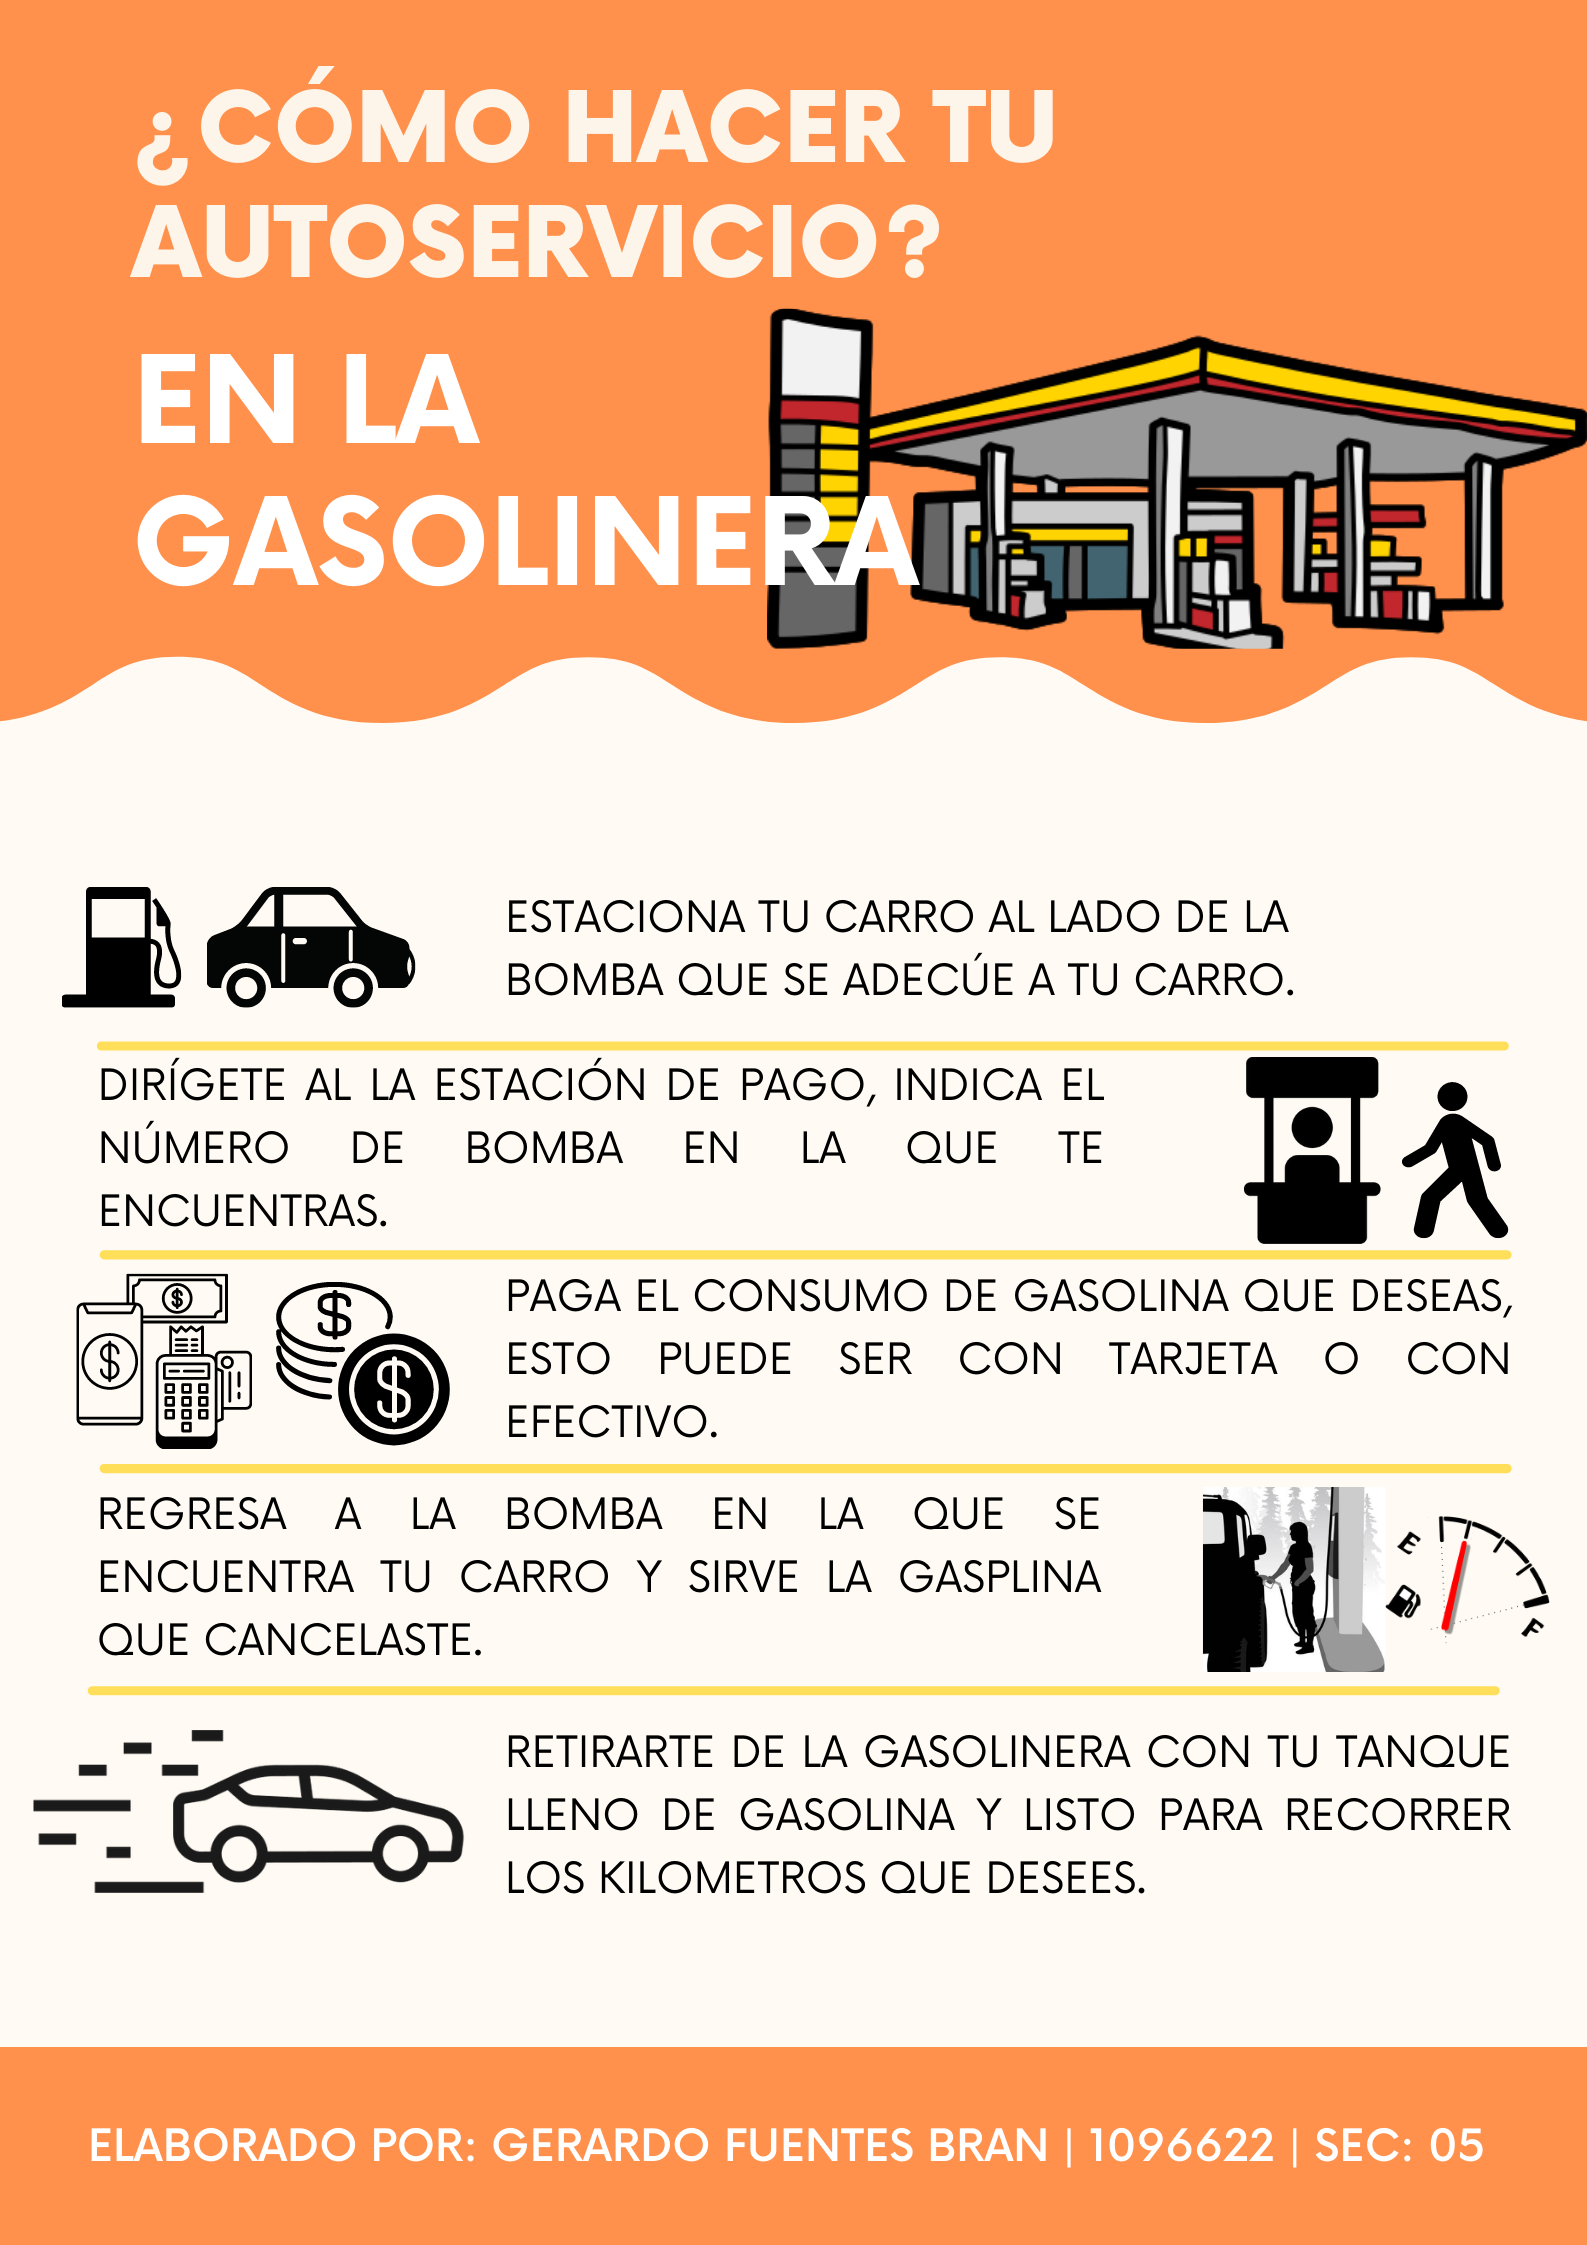 ¿CÓMO HACER TU
AUTOSERVICIO?
EN LA
GASOLINERA
ESTACIONA TU CARRO AL LADO DE LA
BOMBA QUE SE ADECÚE A TU CARRO.
DIRÍGETE AL LA ESTACIÓN DE PAGO, INDICA EL
NÚMERO DE BOMBA EN LA QUE TE
ENCUENTRAS.
PAGA EL CONSUMO DE GASOLINA QUE DESEAS,
ESTO PUEDE SER CON TARJETA O CON
EFECTIVO.
REGRESA A LA BOMBA EN LA QUE SE
ENCUENTRA TU CARRO Y SIRVE LA GASPLINA
QUE CANCELASTE.
E
F
RETIRARTE DE LA GASOLINERA CON TU TANQUE
LLENO DE GASOLINA Y LISTO PARA RECORRER
LOS KILOMETROS QUE DESEES.
ELABORADO POR: GERARDO FUENTES BRAN | 1096622 | SEC: 05